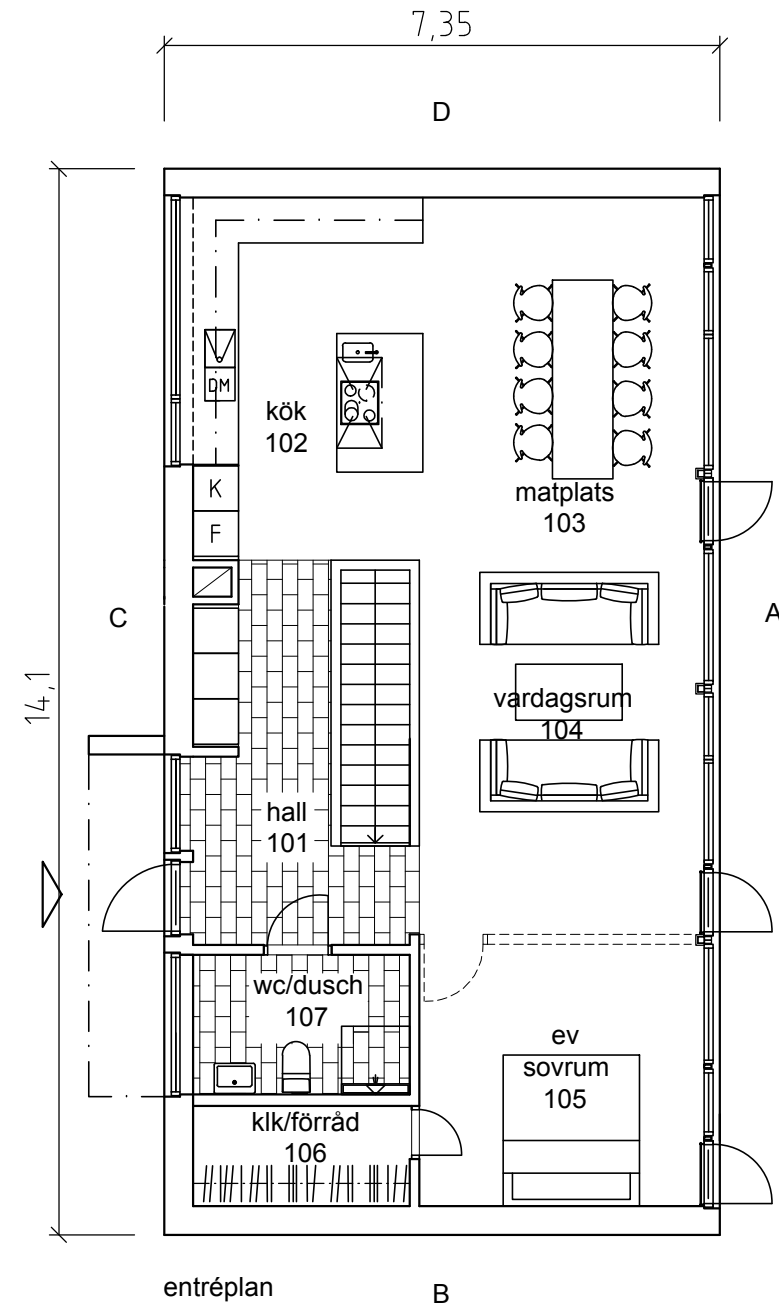 7,35
D
DM
kök
102
K
F
matplats
103
C
A
14,1
vardagsrum
104
hall
101
wc/dusch
107
ev
sovrum
105
klk/förråd
106
entréplan
B